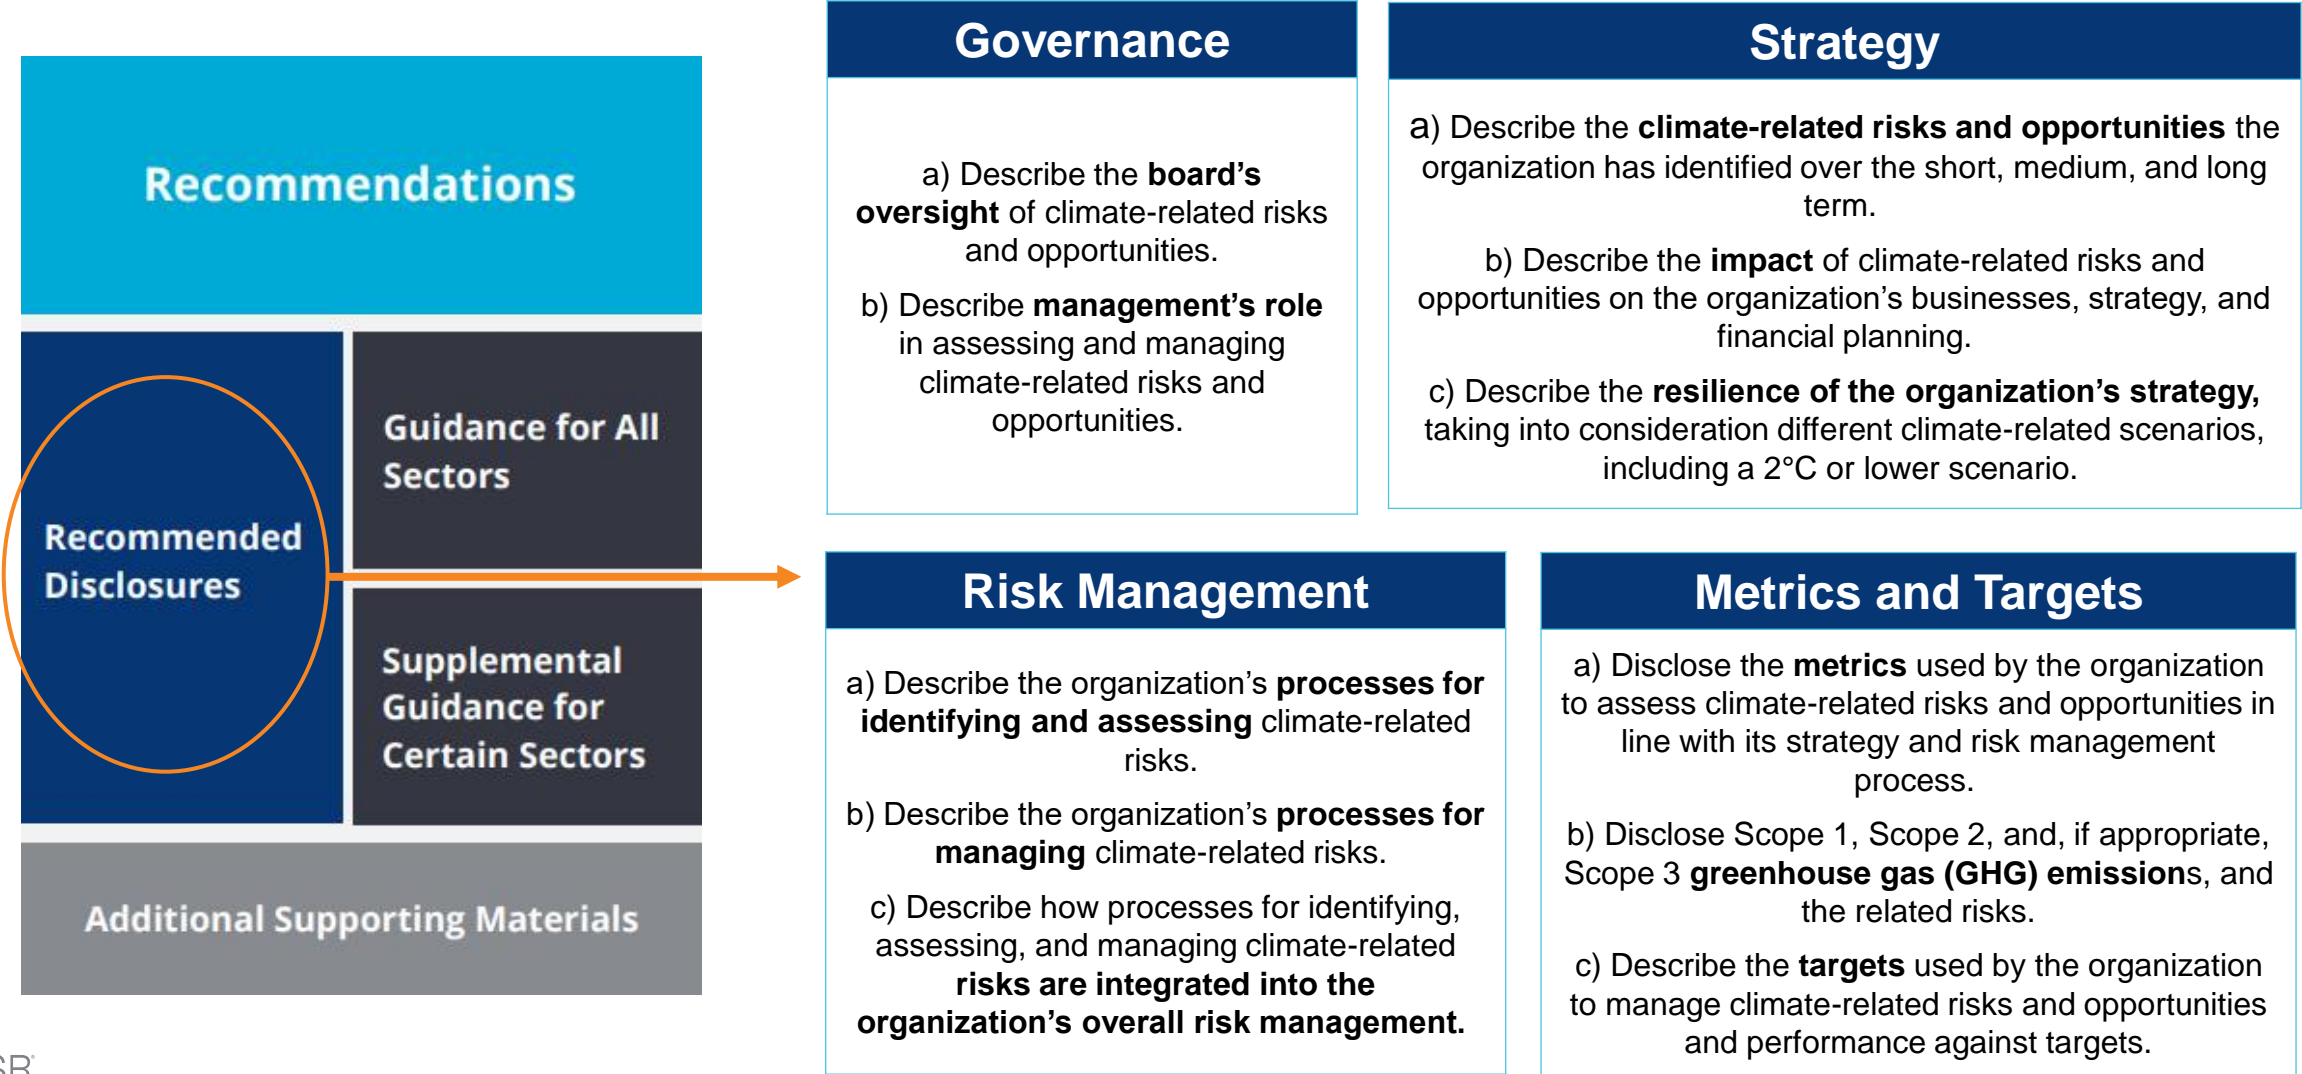 Recommendations
Recommended
Disclosures
Guidance for All
Sectors
Supplemental
Guidance for
Certain Sectors
Additional Supporting Materials
Governance
a) Describe the board’s
oversight of climate-related risks
and opportunities.
b) Describe management’s role
in assessing and managing
climate-related risks and
opportunities.
Strategy
a) Describe the climate-related risks and opportunities the
organization has identified over the short, medium, and long
term.
b) Describe the impact of climate-related risks and
opportunities on the organization’s businesses, strategy, and
financial planning.
c) Describe the resilience of the organization’s strategy,
taking into consideration different climate-related scenarios,
including a 2°C or lower scenario.
Risk Management
a) Describe the organization’s processes for
identifying and assessing climate-related
risks.
b) Describe the organization’s processes for
managing climate-related risks.
c) Describe how processes for identifying,
assessing, and managing climate-related
risks are integrated into the
organization’s overall risk management.
Metrics and Targets
a) Disclose the metrics used by the organization
to assess climate-related risks and opportunities in
line with its strategy and risk management
process.
b) Disclose Scope 1, Scope 2, and, if appropriate,
Scope 3 greenhouse gas (GHG) emissions, and
the related risks.
c) Describe the targets used by the organization
to manage climate-related risks and opportunities
and performance against targets.